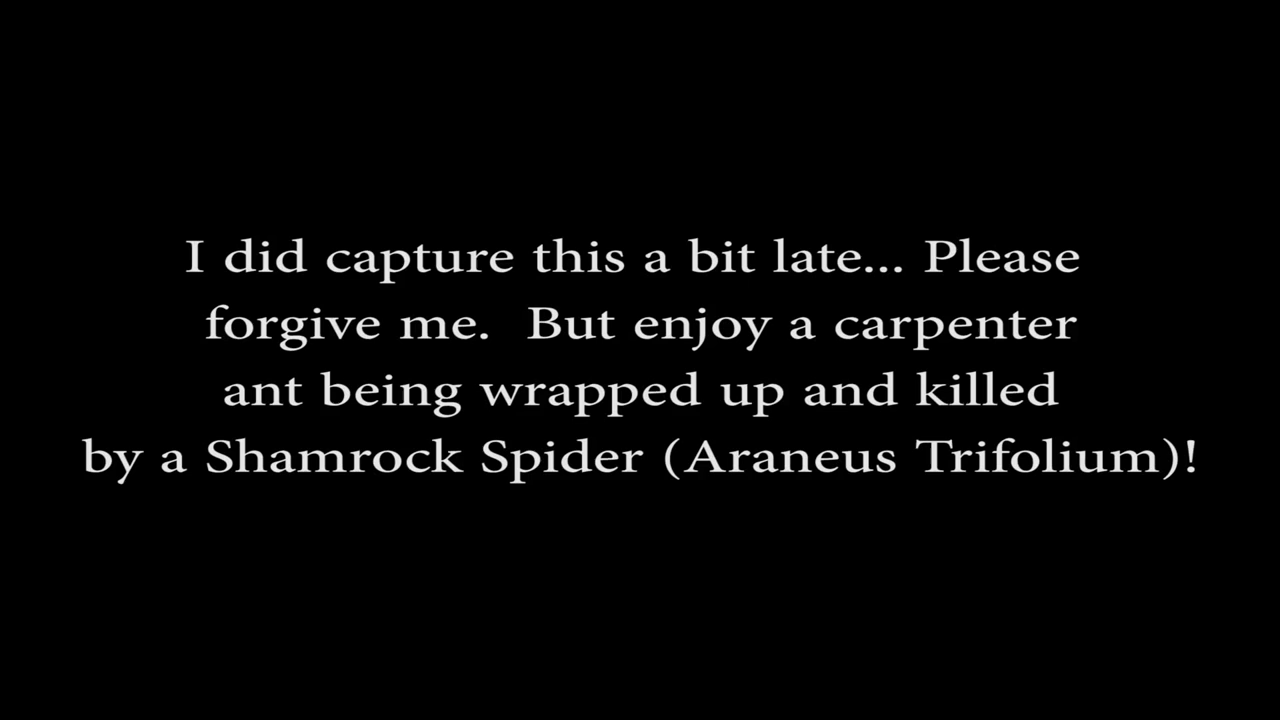 I did capture this a bit late... Please
forgive me.  But enjoy a carpenter
ant being wrapped up and killed
by a Shamrock Spider (Araneus Trifolium)!